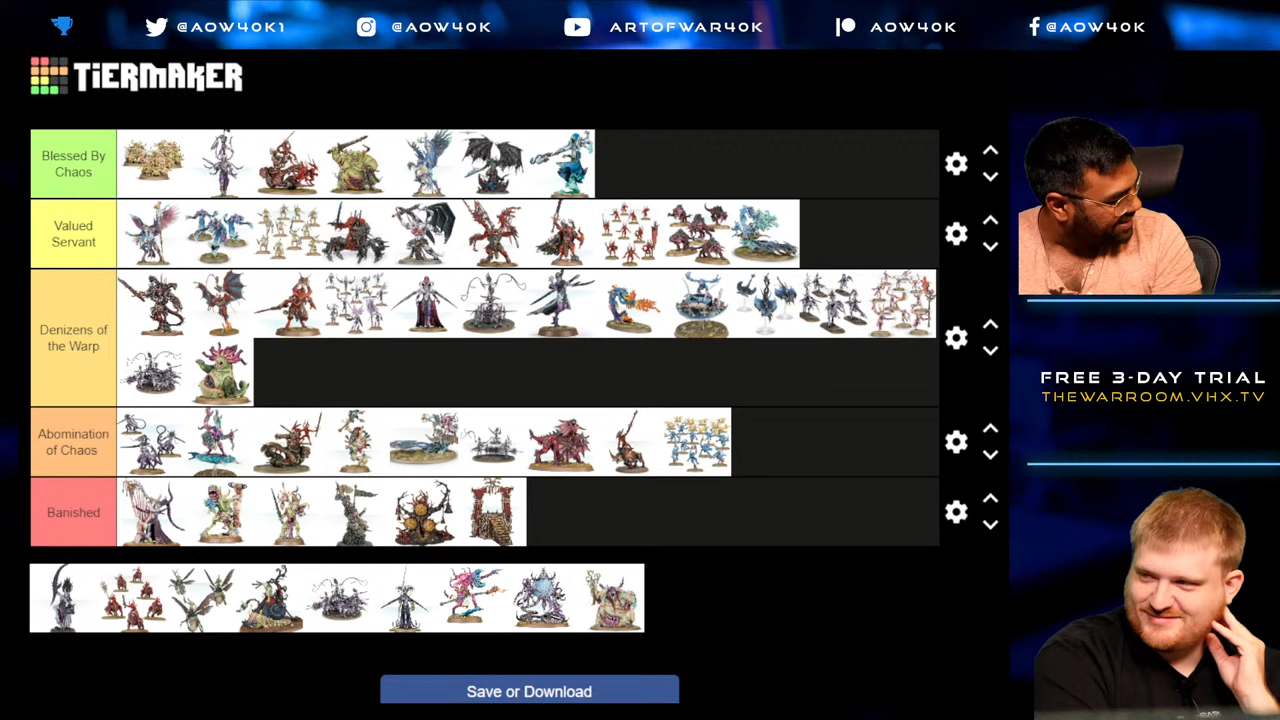 @AOW40K1
@AOW40K
ARTOFWAR40K
AOW40K
@AOW40K
TiERMAKER
Blessed By
Chaos
Valued
Servant
Denizens of
the Warp
Abomination
of Chaos
Banished
FREE 3-DAY TRIAL
THEWARROOM.VHX.TV
Save or Download